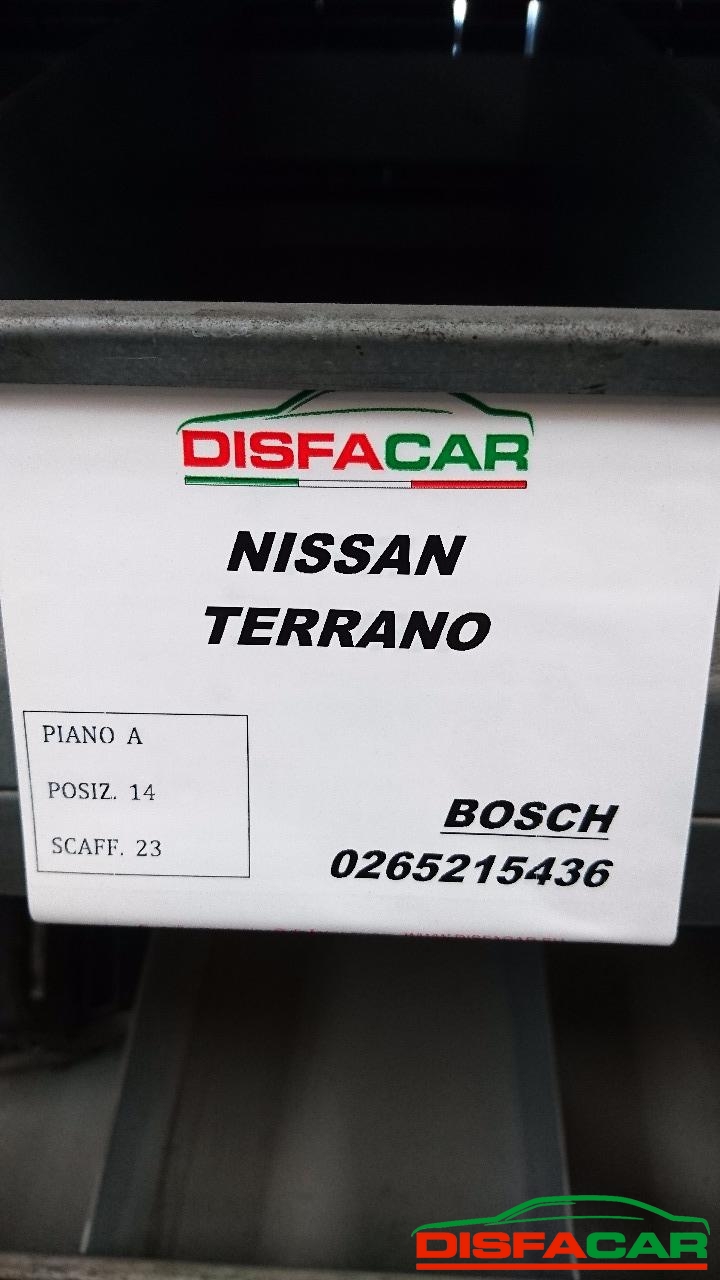 DISFACAR
NISSAN
TERRANO
PIANO A
POSIZ. 14
SCAFF. 23
BOSCH
0265215436
DISFACAR